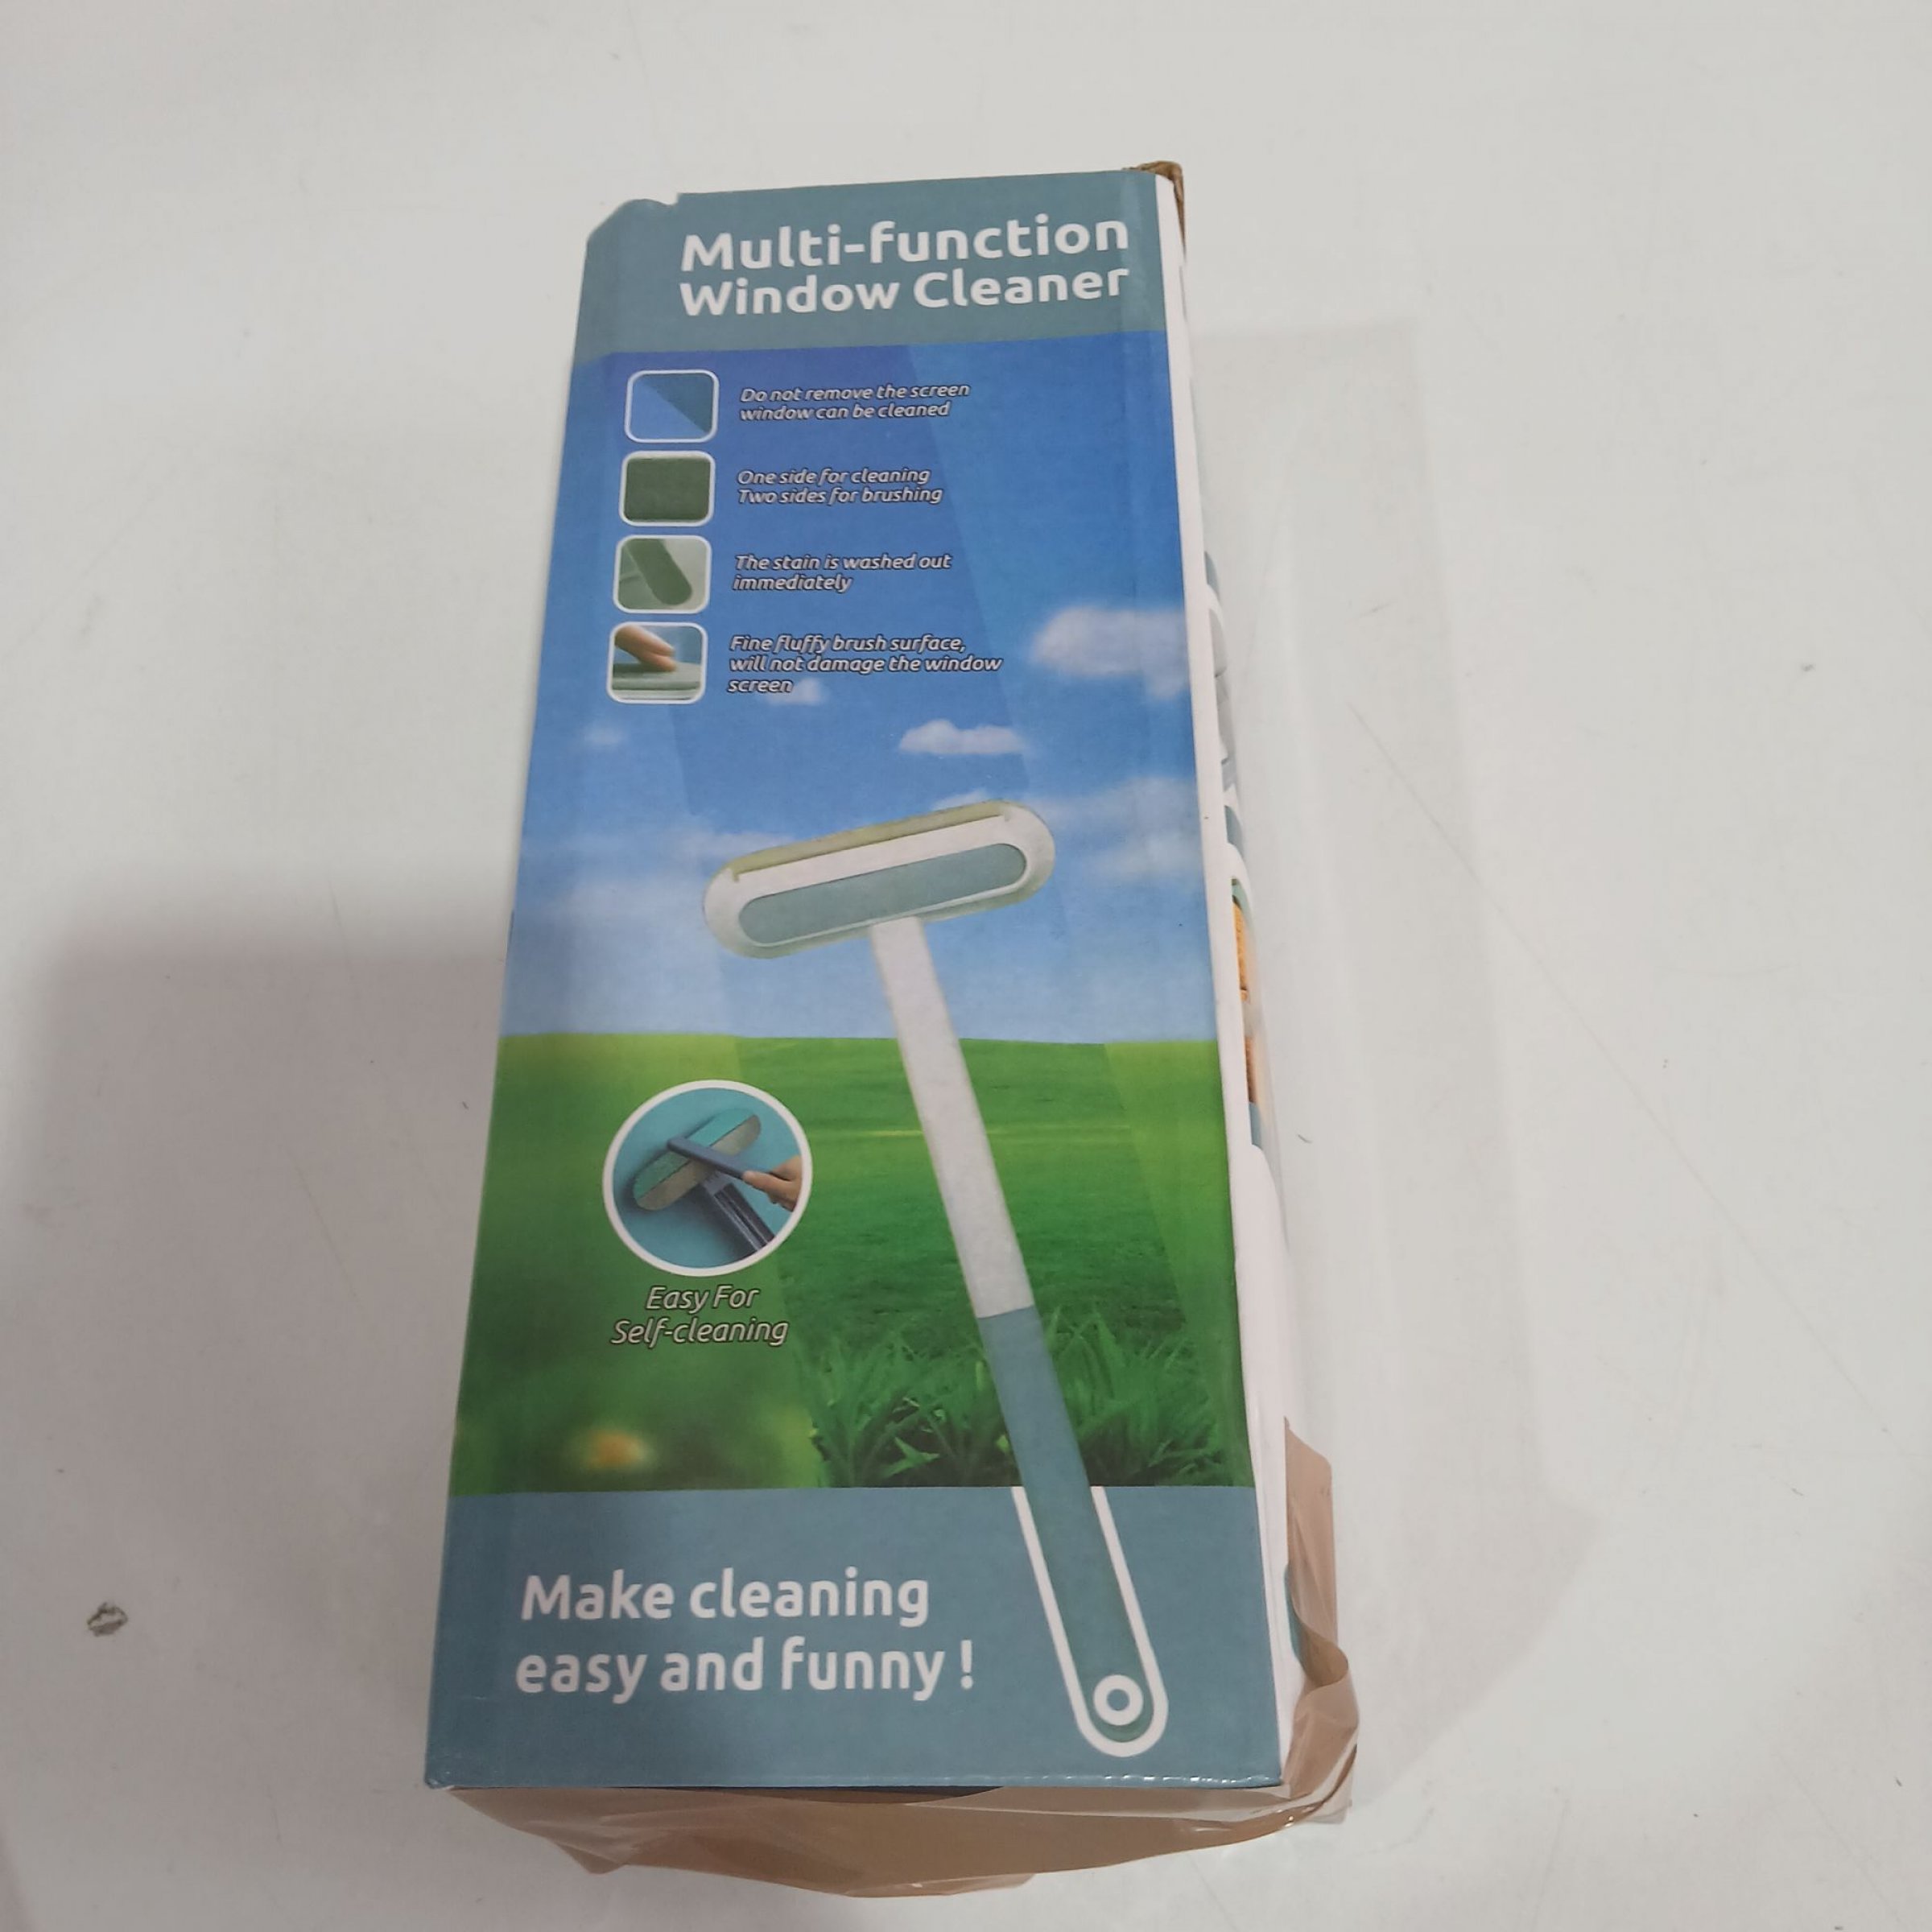 Multi-function
Window Cleaner
Do not remove the screen
window can be cleaned
One side for cleaning
Two sides for brushing
The stain is washed out
immediately
Fine fluffy brush surface,
will not damage the window
screen
Easy For
Self-cleaning
Make cleaning
easy and funny !